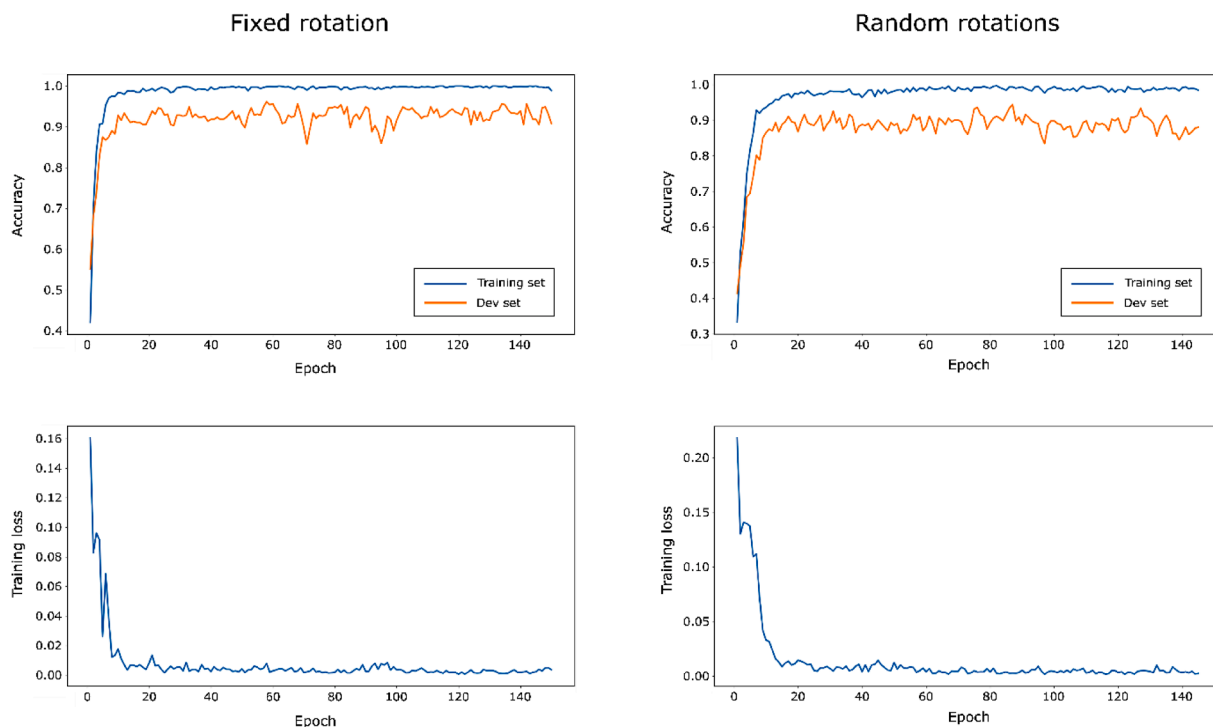 Fixed rotation
Random rotations
1.0
0.9
0.8
0.7
0.6
0.5
0.4
Accuracy
Training set
Dev set
0 20 40 60 80 100 120 140
Epoch
1.0
0.9
0.8
0.7
0.6
0.5
0.4
0.3
Accuracy
Training set
Dev set
0 20 40 60 80 100 120 140
Epoch
0.16
0.14
0.12
0.10
0.08
0.06
0.04
0.02
0.00
Training loss
0 20 40 60 80 100 120 140
Epoch
0.20
0.15
0.10
0.05
0.00
Training loss
0 20 40 60 80 100 120 140
Epoch